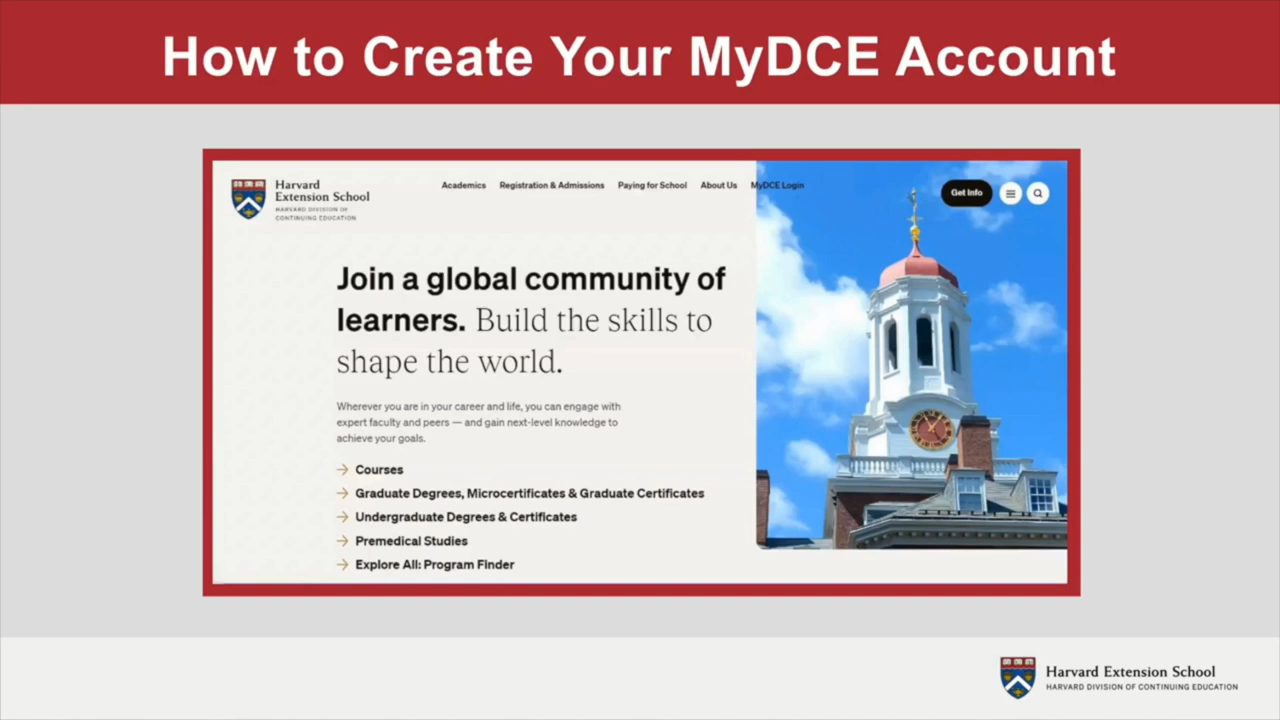 How to Create Your MyDCE Account
Harvard
Extension School
HARVARD DIVISION OF
CONTINUING EDUCATION
Academics Registration & Admissions Paying for School About Us MyDCE Login
Get Info
Join a global community of
learners. Build the skills to
shape the world.
Wherever you are in your career and life, you can engage with
expert faculty and peers — and gain next-level knowledge to
achieve your goals.
→ Courses
→ Graduate Degrees, Microcertificates & Graduate Certificates
→ Undergraduate Degrees & Certificates
→ Premedical Studies
→ Explore All: Program Finder
Harvard Extension School
HARVARD DIVISION OF CONTINUING EDUCATION